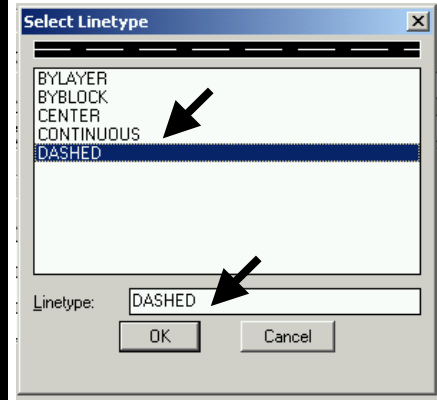 Select Linetype
BYLAYER
BYBLOCK
CENTER
CONTINUOUS
DASHED
Linetype: DASHED
OK Cancel